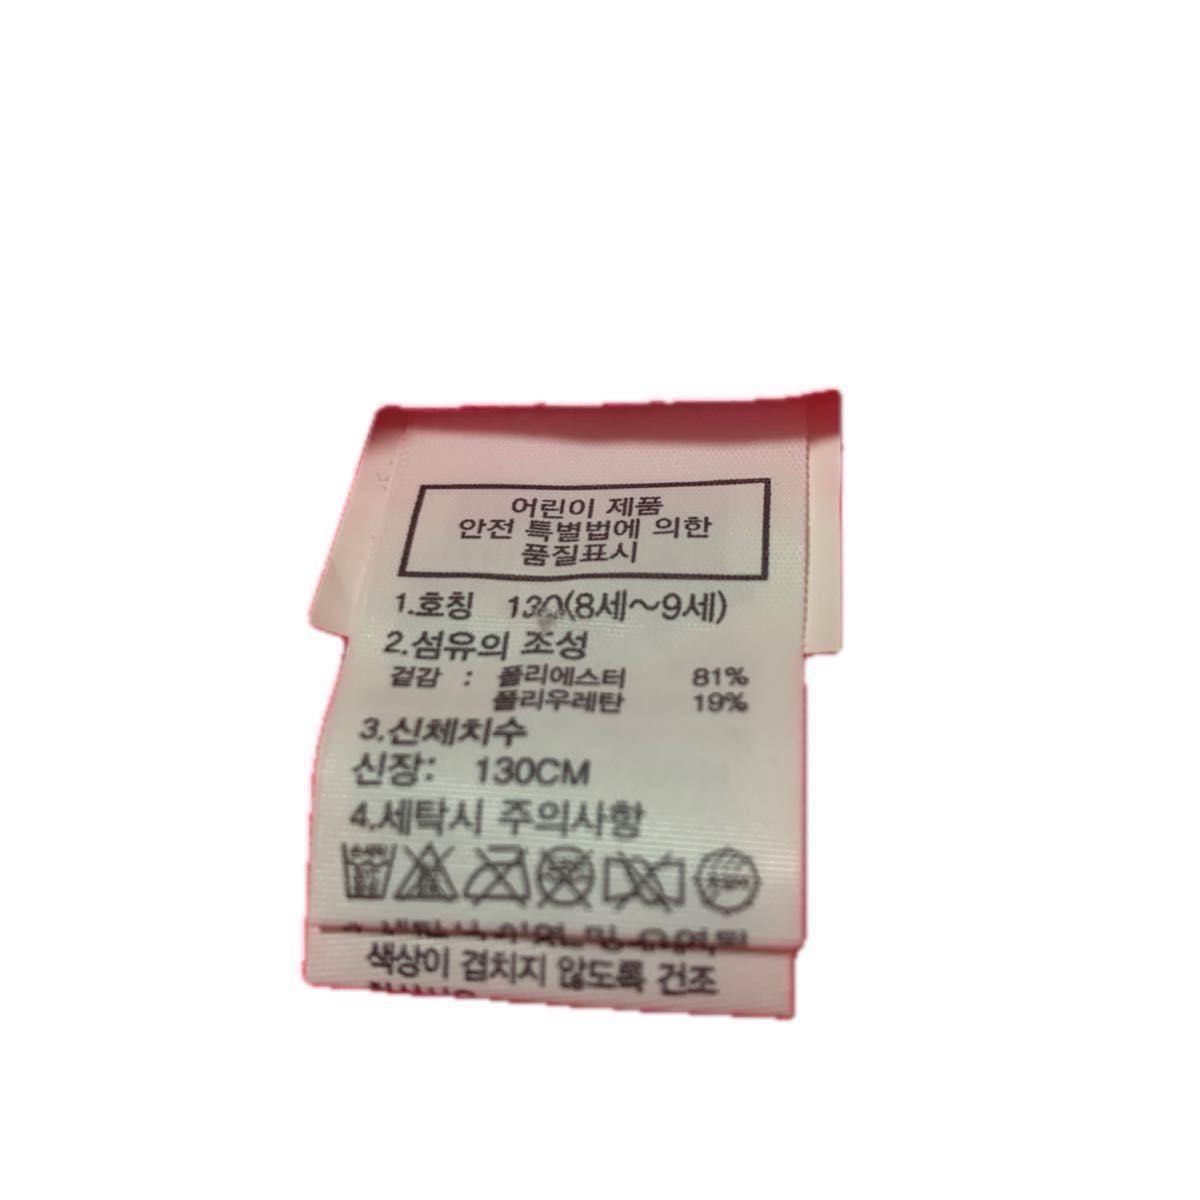 어린이 제품
안전 특별법에 의한
품질표시
1.호칭 130(8세~9세)
2.섬유의 조성
겉감 : 폴리에스터 81%
폴리우레탄 19%
3.신체치수
신장: 130CM
4.세탁시 주의사항
색상이 겹치지 않도록 건조